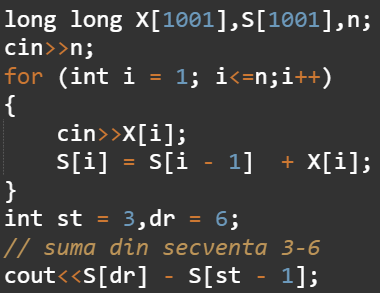 long long X[1001],S[1001],n;
cin>>n;
for (int i = 1; i<=n;i++)
{
    cin>>X[i];
    S[i] = S[i - 1]  + X[i];
}
int st = 3,dr = 6;
// suma din secventa 3-6
cout<<S[dr] - S[st - 1];